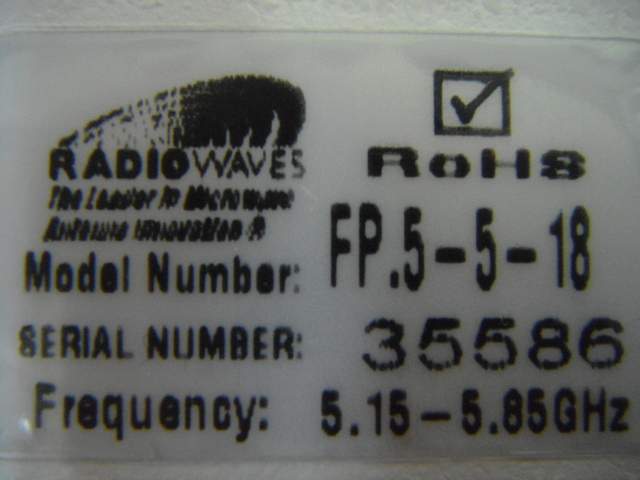 RADIOWAVES
The Leader in Microwave
Antenna Innovation ®
RoHS
Model Number: FP.5-5-18
SERIAL NUMBER: 35586
Frequency: 5.15-5.85GHz